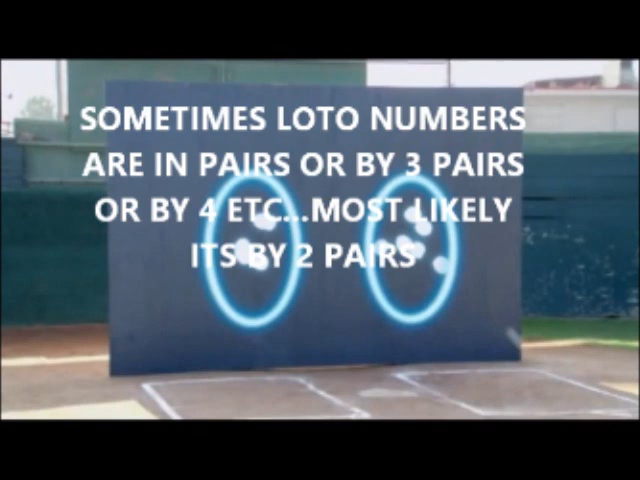 SOMETIMES LOTO NUMBERS
ARE IN PAIRS OR BY 3 PAIRS
OR BY 4 ETC...MOST LIKELY
ITS BY 2 PAIRS